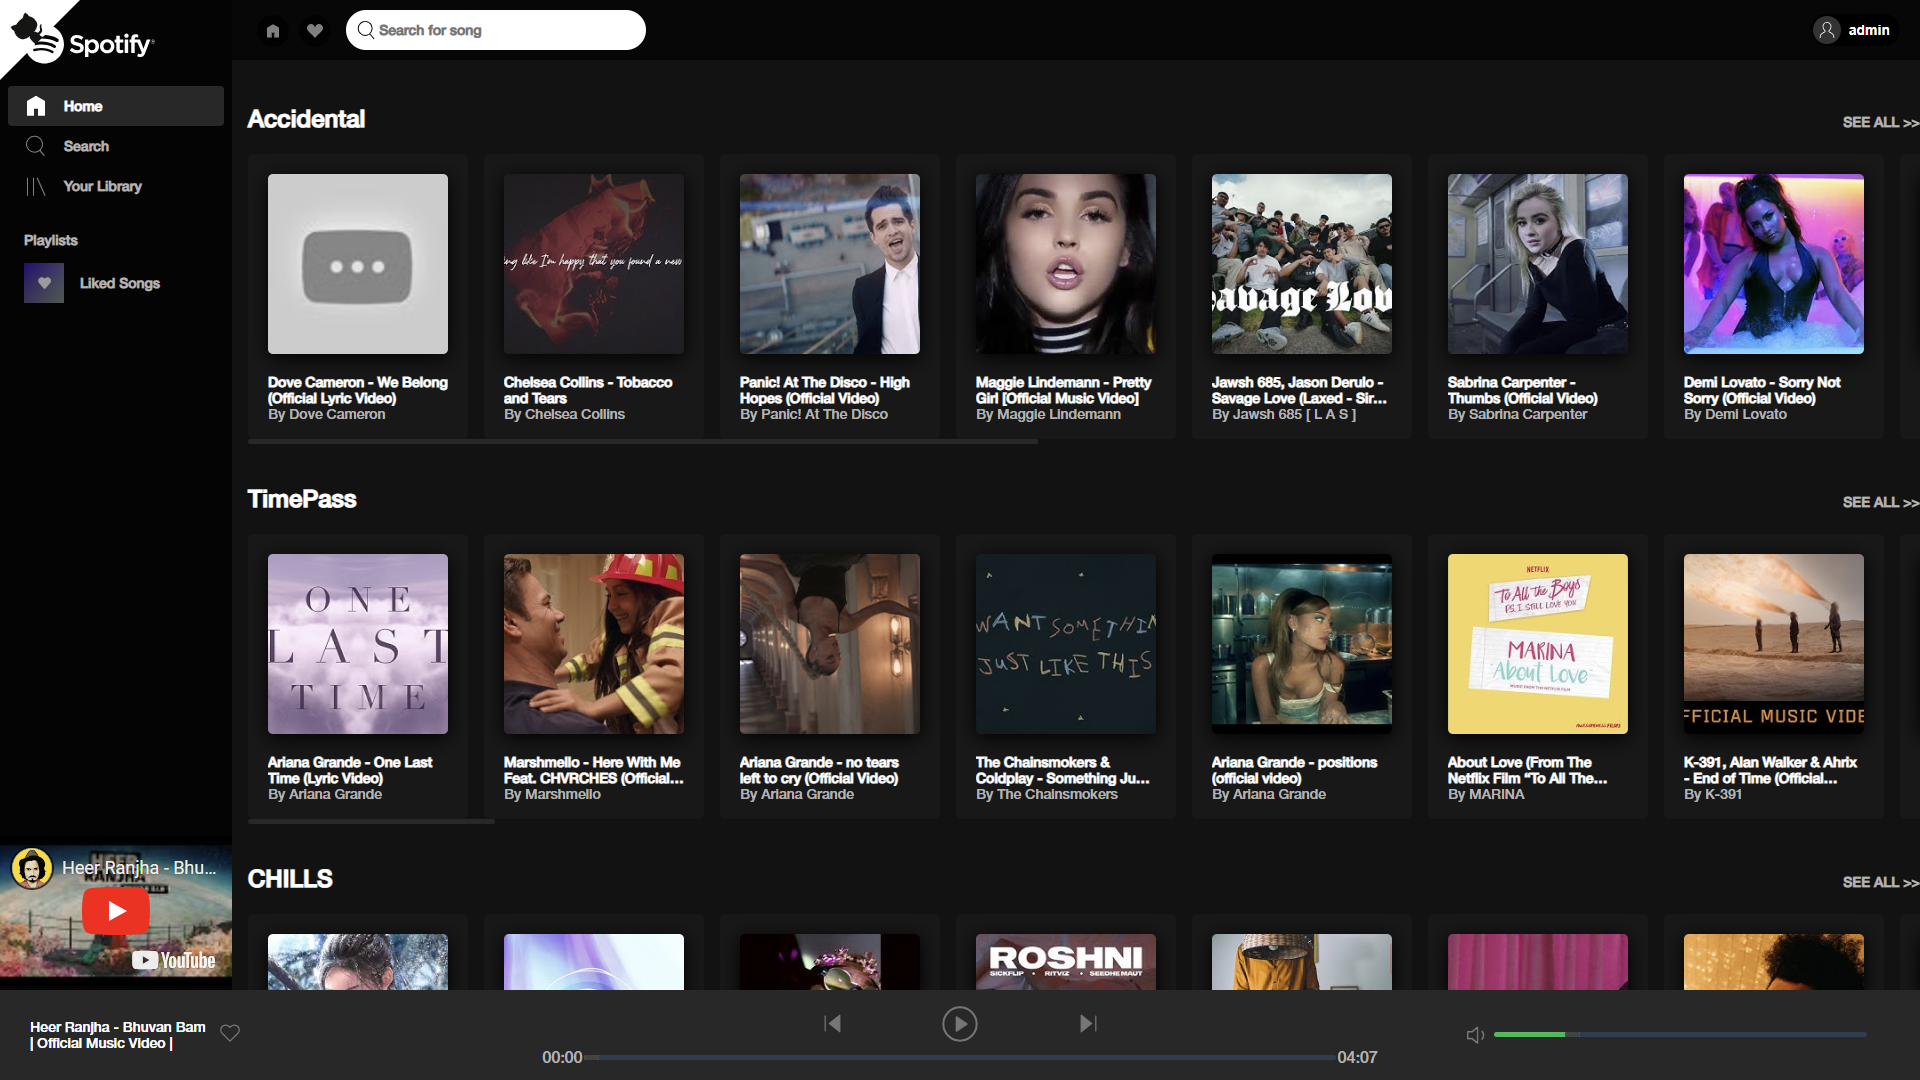 Spotify
Search for song
admin
Home
Search
Your Library
Playlists
Liked Songs
Accidental
SEE ALL >>
ng like I'm happy that you found a new
avage Lov
Dove Cameron - We Belong
(Official Lyric Video)
By Dove Cameron
Chelsea Collins - Tobacco
and Tears
By Chelsea Collins
Panic! At The Disco - High
Hopes (Official Video)
By Panic! At The Disco
Maggie Lindemann - Pretty
Girl [Official Music Video]
By Maggie Lindemann
Jawsh 685, Jason Derulo -
Savage Love (Laxed - Sir...
By Jawsh 685 [ L A S ]
Sabrina Carpenter -
Thumbs (Official Video)
By Sabrina Carpenter
Demi Lovato - Sorry Not
Sorry (Official Video)
By Demi Lovato
TimePass
SEE ALL >>
ONE
LAST
TIME
WANT SOMETHIN
JUST LIKE THIS
NETFLIX
To All the Boys
P.S. I STILL LOVE YOU
MARINA
"About Love"
MUSIC FROM THE NETFLIX FILM
AWESOMENESS FILMS
FFICIAL MUSIC VIDE
Ariana Grande - One Last
Time (Lyric Video)
By Ariana Grande
Marshmello - Here With Me
Feat. CHVRCHES (Official...
By Marshmello
Ariana Grande - no tears
left to cry (Official Video)
By Ariana Grande
The Chainsmokers &
Coldplay - Something Ju...
By The Chainsmokers
Ariana Grande - positions
(official video)
By Ariana Grande
About Love (From The
Netflix Film “To All The...
By MARINA
K-391, Alan Walker & Ahrix
- End of Time (Official...
By K-391
CHILLS
SEE ALL >>
ROSHNI
SICKFLIP • RITVIZ • SEEDHE MAUT
Heer Ranjha - Bhu...
HEER
RANJHA
YouTube
Heer Ranjha - Bhuvan Bam
| Official Music Video |
00:00
04:07